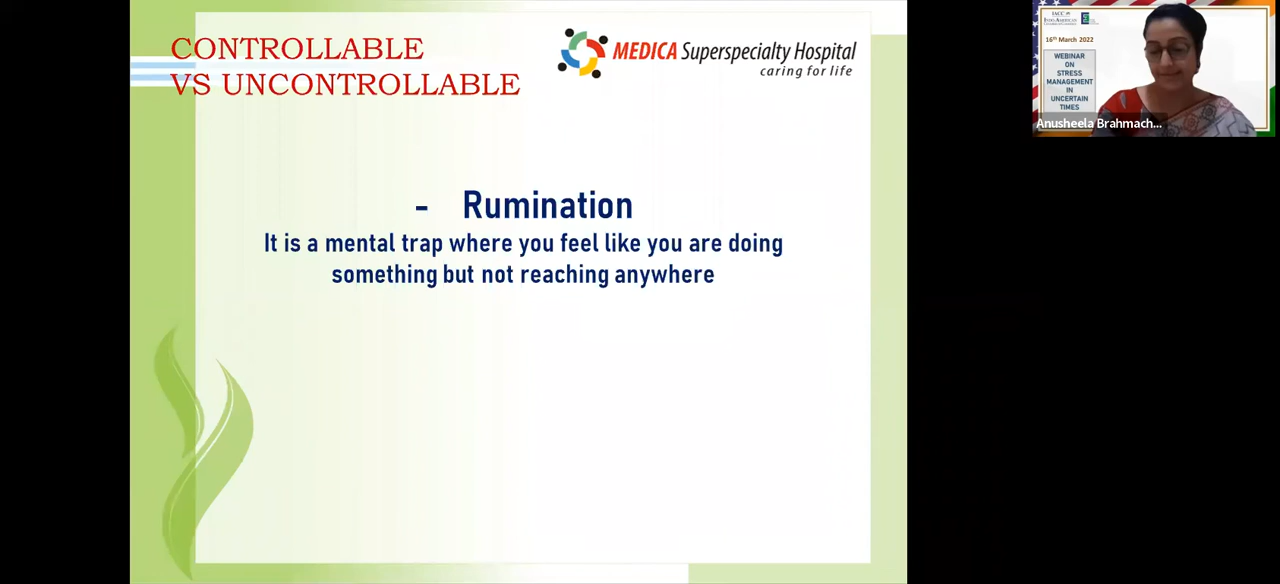 CONTROLLABLE
VS UNCONTROLLABLE
MEDICA Superspecialty Hospital
caring for life
- Rumination
It is a mental trap where you feel like you are doing
something but not reaching anywhere
IACC
16th March 2022
WEBINAR
ON
STRESS
MANAGEMENT
IN
UNCERTAIN
TIMES
Anusheela Brahmach...